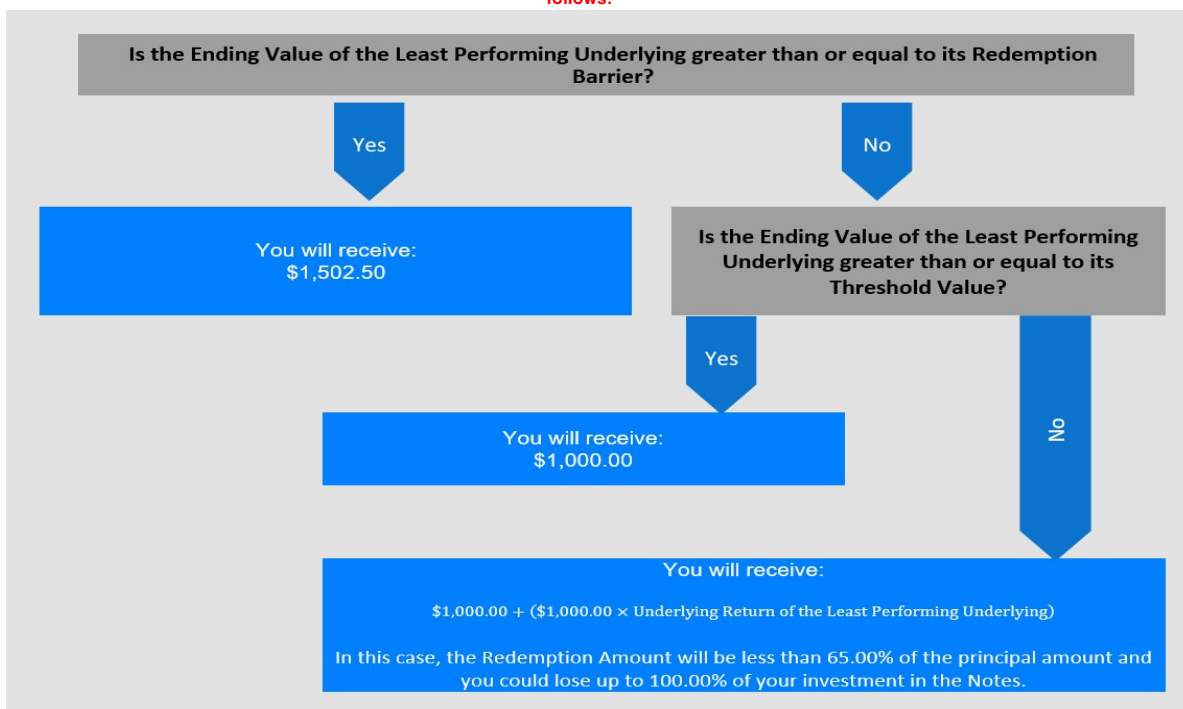 follows:
Is the Ending Value of the Least Performing Underlying greater than or equal to its Redemption
Barrier?
Yes
No
You will receive:
$1,502.50
Is the Ending Value of the Least Performing
Underlying greater than or equal to its
Threshold Value?
Yes
No
You will receive:
$1,000.00
You will receive:
$1,000.00 + ($1,000.00 × Underlying Return of the Least Performing Underlying)
In this case, the Redemption Amount will be less than 65.00% of the principal amount and
you could lose up to 100.00% of your investment in the Notes.